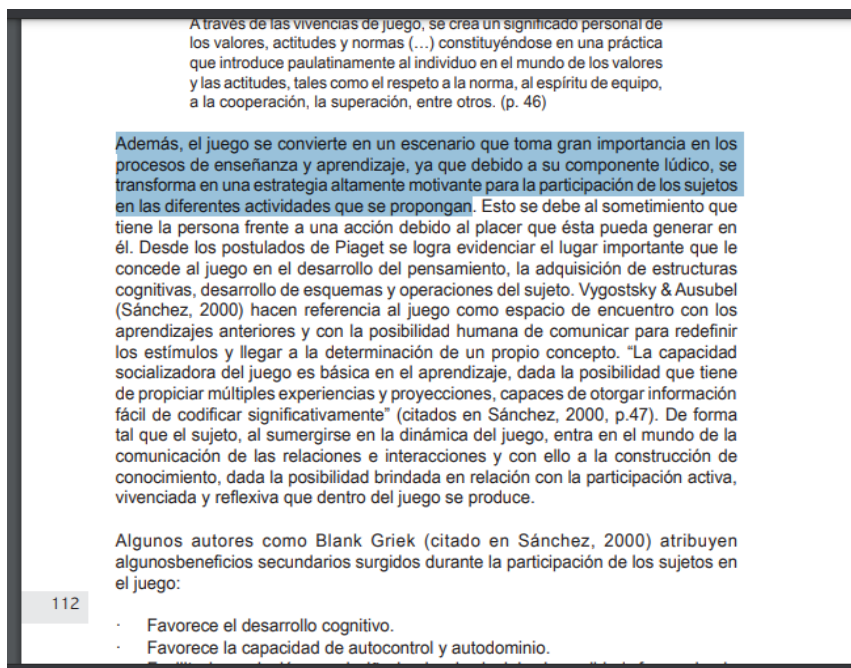 A través de las vivencias de juego, se crea un significado personal de
los valores, actitudes y normas (…) constituyéndose en una práctica
que introduce paulatinamente al individuo en el mundo de los valores
y las actitudes, tales como el respeto a la norma, al espíritu de equipo,
a la cooperación, la superación, entre otros. (p. 46)
Además, el juego se convierte en un escenario que toma gran importancia en los
procesos de enseñanza y aprendizaje, ya que debido a su componente lúdico, se
transforma en una estrategia altamente motivante para la participación de los sujetos
en las diferentes actividades que se propongan. Esto se debe al sometimiento que
tiene la persona frente a una acción debido al placer que ésta pueda generar en
él. Desde los postulados de Piaget se logra evidenciar el lugar importante que le
concede al juego en el desarrollo del pensamiento, la adquisición de estructuras
cognitivas, desarrollo de esquemas y operaciones del sujeto. Vygostsky & Ausubel
(Sánchez, 2000) hacen referencia al juego como espacio de encuentro con los
aprendizajes anteriores y con la posibilidad humana de comunicar para redefinir
los estímulos y llegar a la determinación de un propio concepto. “La capacidad
socializadora del juego es básica en el aprendizaje, dada la posibilidad que tiene
de propiciar múltiples experiencias y proyecciones, capaces de otorgar información
fácil de codificar significativamente” (citados en Sánchez, 2000, p.47). De forma
tal que el sujeto, al sumergirse en la dinámica del juego, entra en el mundo de la
comunicación de las relaciones e interacciones y con ello a la construcción de
conocimiento, dada la posibilidad brindada en relación con la participación activa,
vivenciada y reflexiva que dentro del juego se produce.
Algunos autores como Blank Griek (citado en Sánchez, 2000) atribuyen
algunosbeneficios secundarios surgidos durante la participación de los sujetos en
el juego:
112
· Favorece el desarrollo cognitivo.
· Favorece la capacidad de autocontrol y autodominio.